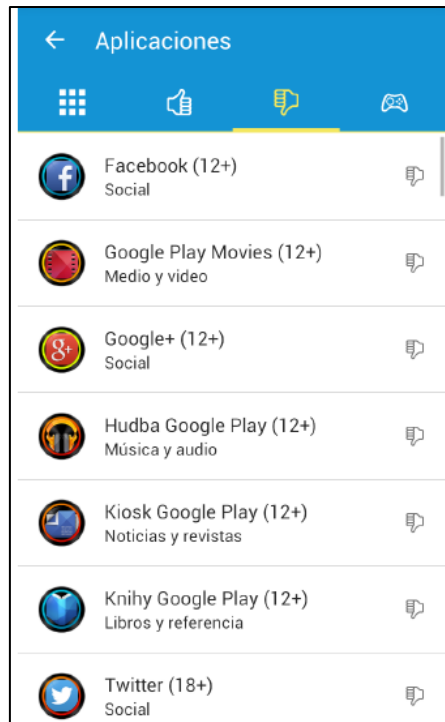 Aplicaciones
Facebook (12+)
Social
Google Play Movies (12+)
Medio y video
Google+ (12+)
Social
Hudba Google Play (12+)
Música y audio
Kiosk Google Play (12+)
Noticias y revistas
Knihy Google Play (12+)
Libros y referencia
Twitter (18+)
Social